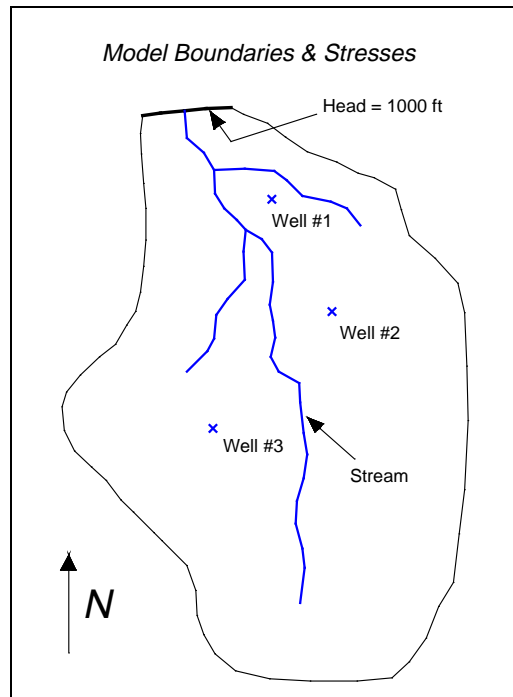 Model Boundaries & Stresses
Head = 1000 ft
Well #1
Well #2
Well #3
Stream
N